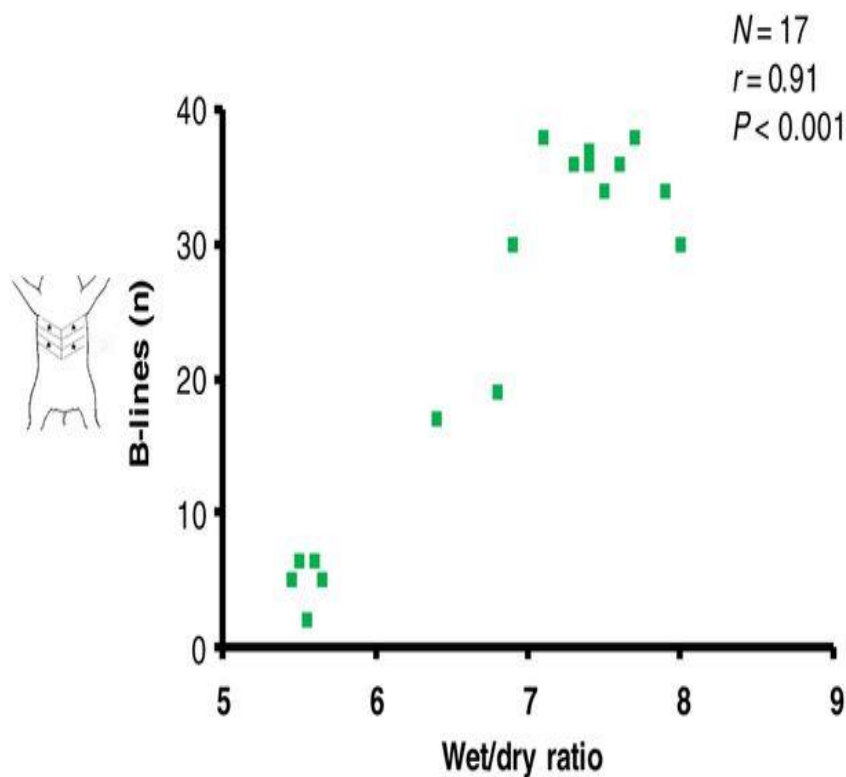 N = 17
r = 0.91
P < 0.001
40
30
20
10
0
B-lines (n)
5 6 7 8 9
Wet/dry ratio